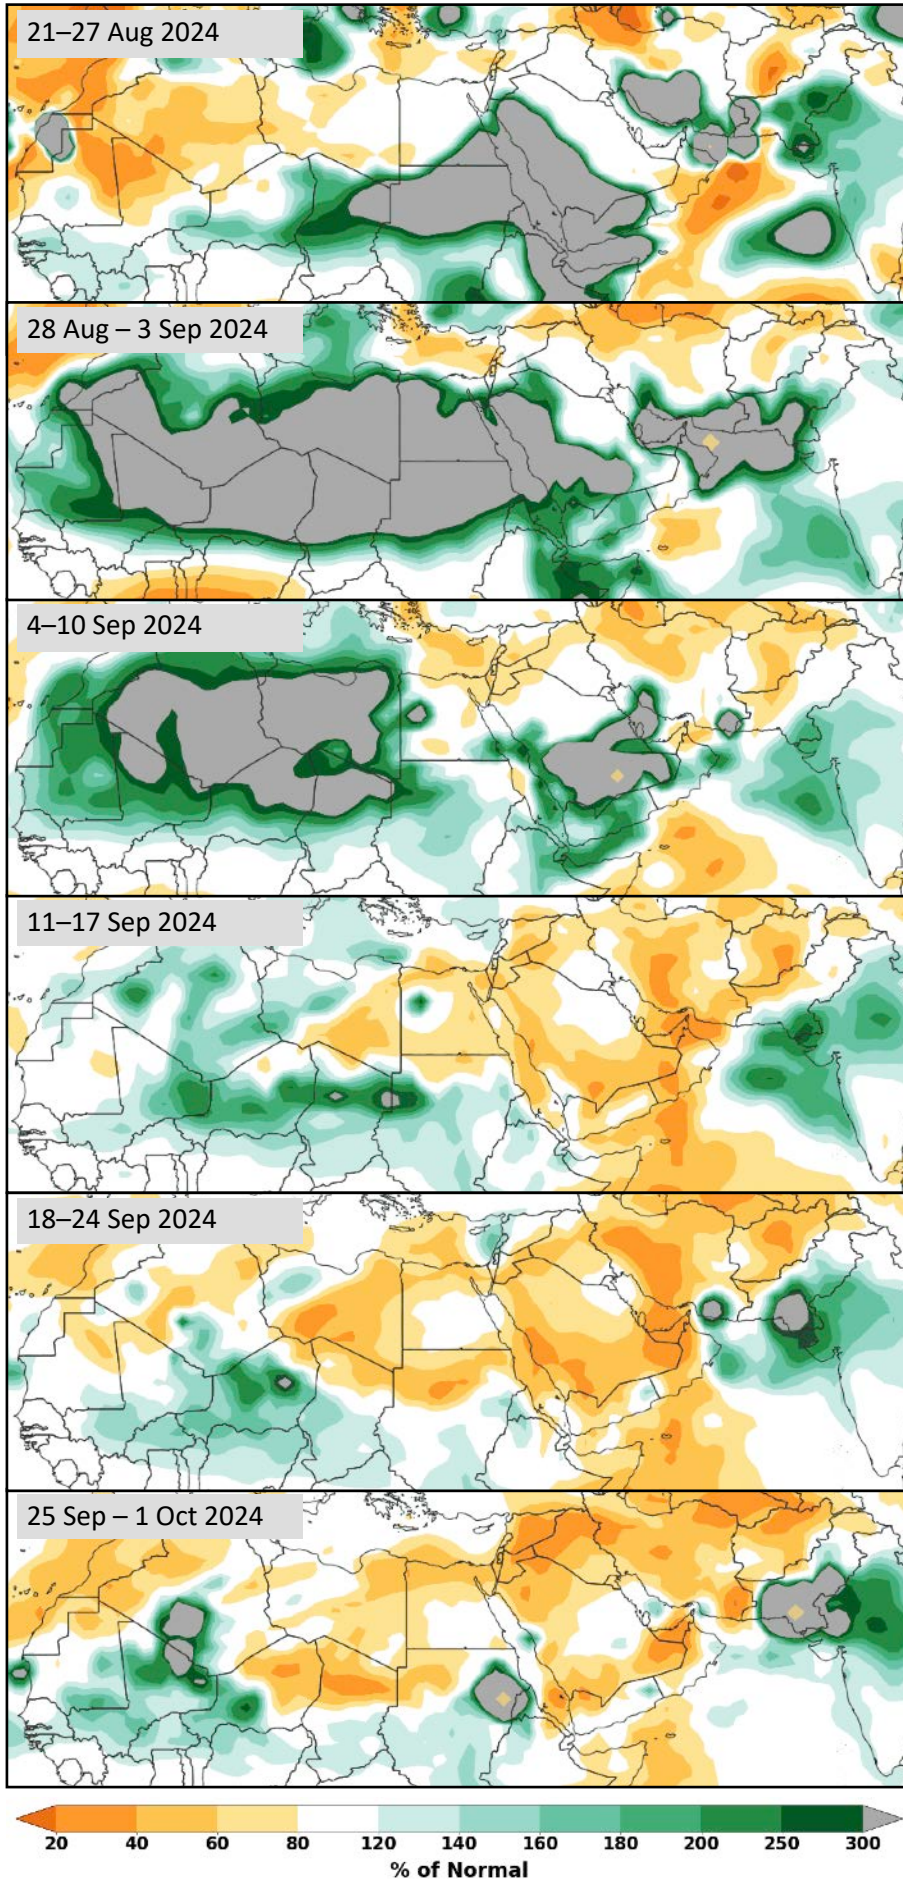 21–27 Aug 2024
28 Aug – 3 Sep 2024
4–10 Sep 2024
11–17 Sep 2024
18–24 Sep 2024
25 Sep – 1 Oct 2024
20 40 60 80 120 140 160 180 200 250 300
% of Normal